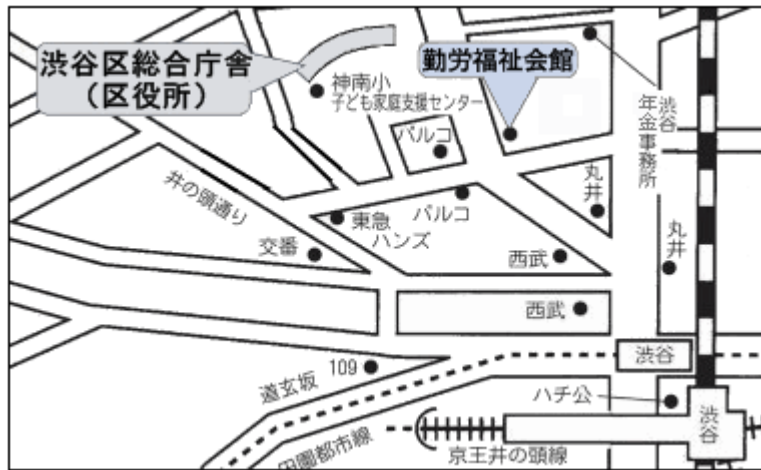 渋谷区総合庁舎
（区役所）
勤労福祉会館
神南小
子ども家庭支援センター
渋谷
年金事務所
パルコ
丸井
井の頭通り
東急
ハンズ
パルコ
交番
西武
丸井
西武
渋谷
109
道玄坂
ハチ公
渋谷
田園都市線
京王井の頭線